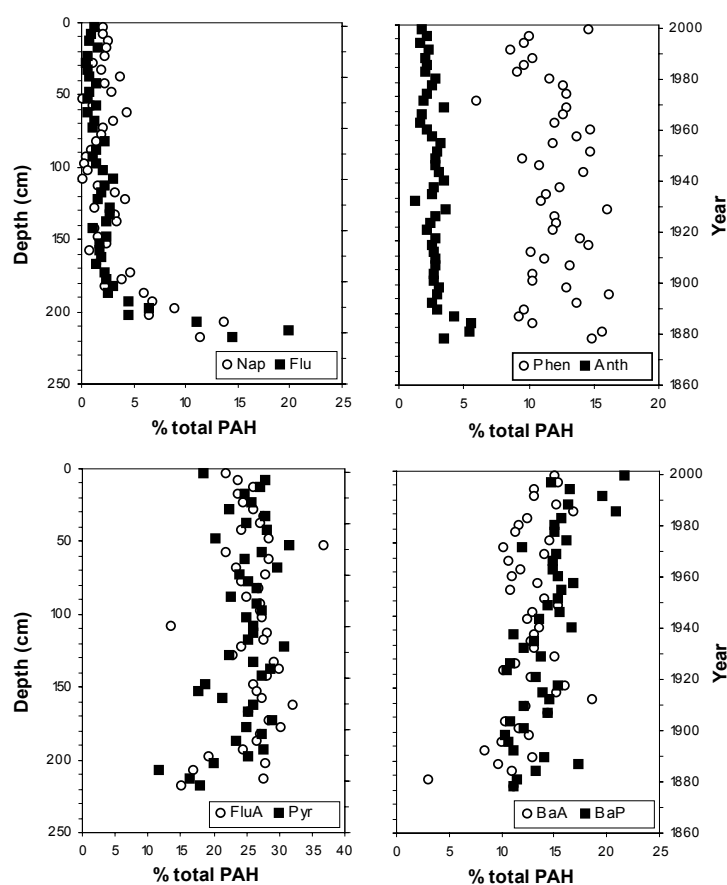 0
50
100
150
200
250
Depth (cm)
0 5 10 15 20 25
% total PAH
Nap Flu
2000
1980
1960
1940
1920
1900
1880
1860
Year
0 5 10 15 20
% total PAH
Phen Anth
0
50
100
150
200
250
Depth (cm)
0 5 10 15 20 25 30 35 40
% total PAH
FluA Pyr
2000
1980
1960
1940
1920
1900
1880
1860
Year
0 5 10 15 20 25
% total PAH
BaA BaP